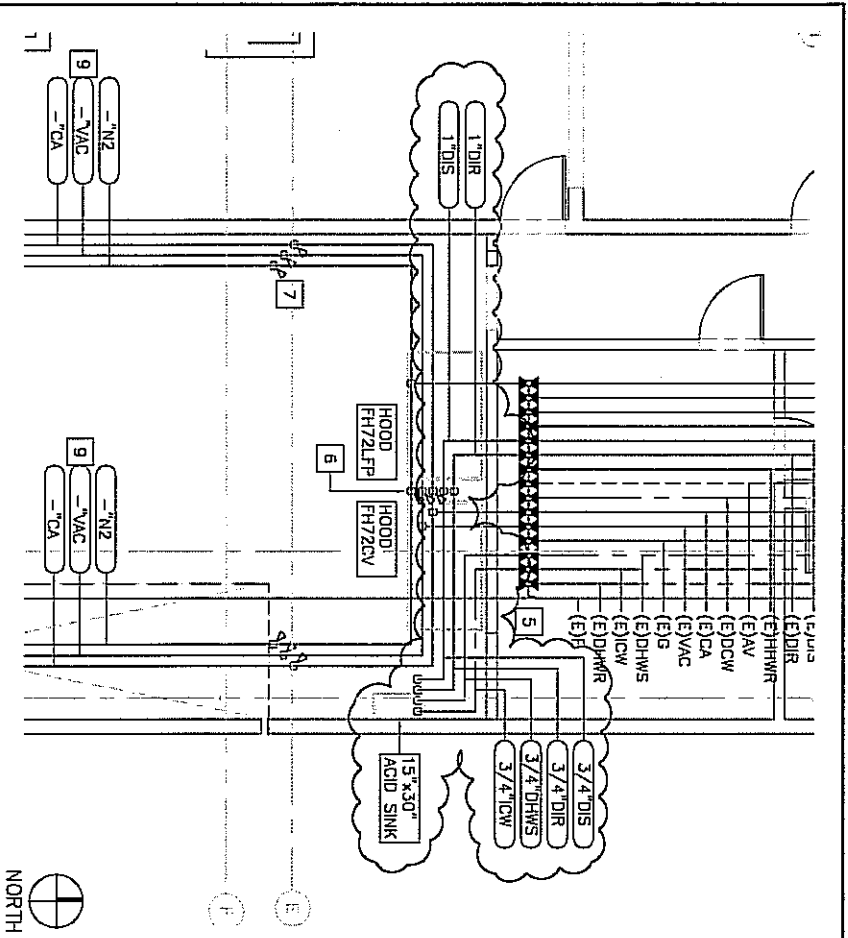 1"DIR
1"DIS
9
-"N2
-"VAC
-"CA
7
HOOD
FH72LFP
6
HOOD
FH72CV
9
-"N2
-"VAC
-"CA
(E)DIR
(E)HHWR
(E)AV
(E)DCW
(E)CA
(E)VAC
(E)G
(E)DHWS
(E)ICW
(E)DHWR
5
3/4"DIS
3/4"DIR
3/4"DHWS
3/4"ICW
15"x30"
ACID SINK
E
F
NORTH